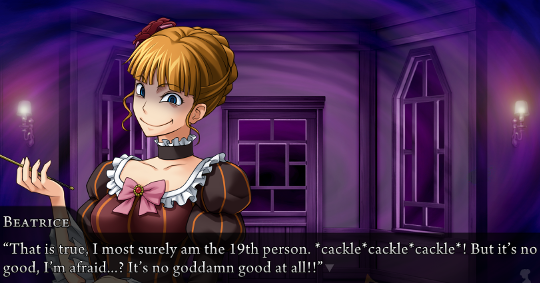 BEATRICE
“That is true, I most surely am the 19th person. *cackle*cackle*cackle*! But it's no
good, I'm afraid...? It's no goddamn good at all!!”